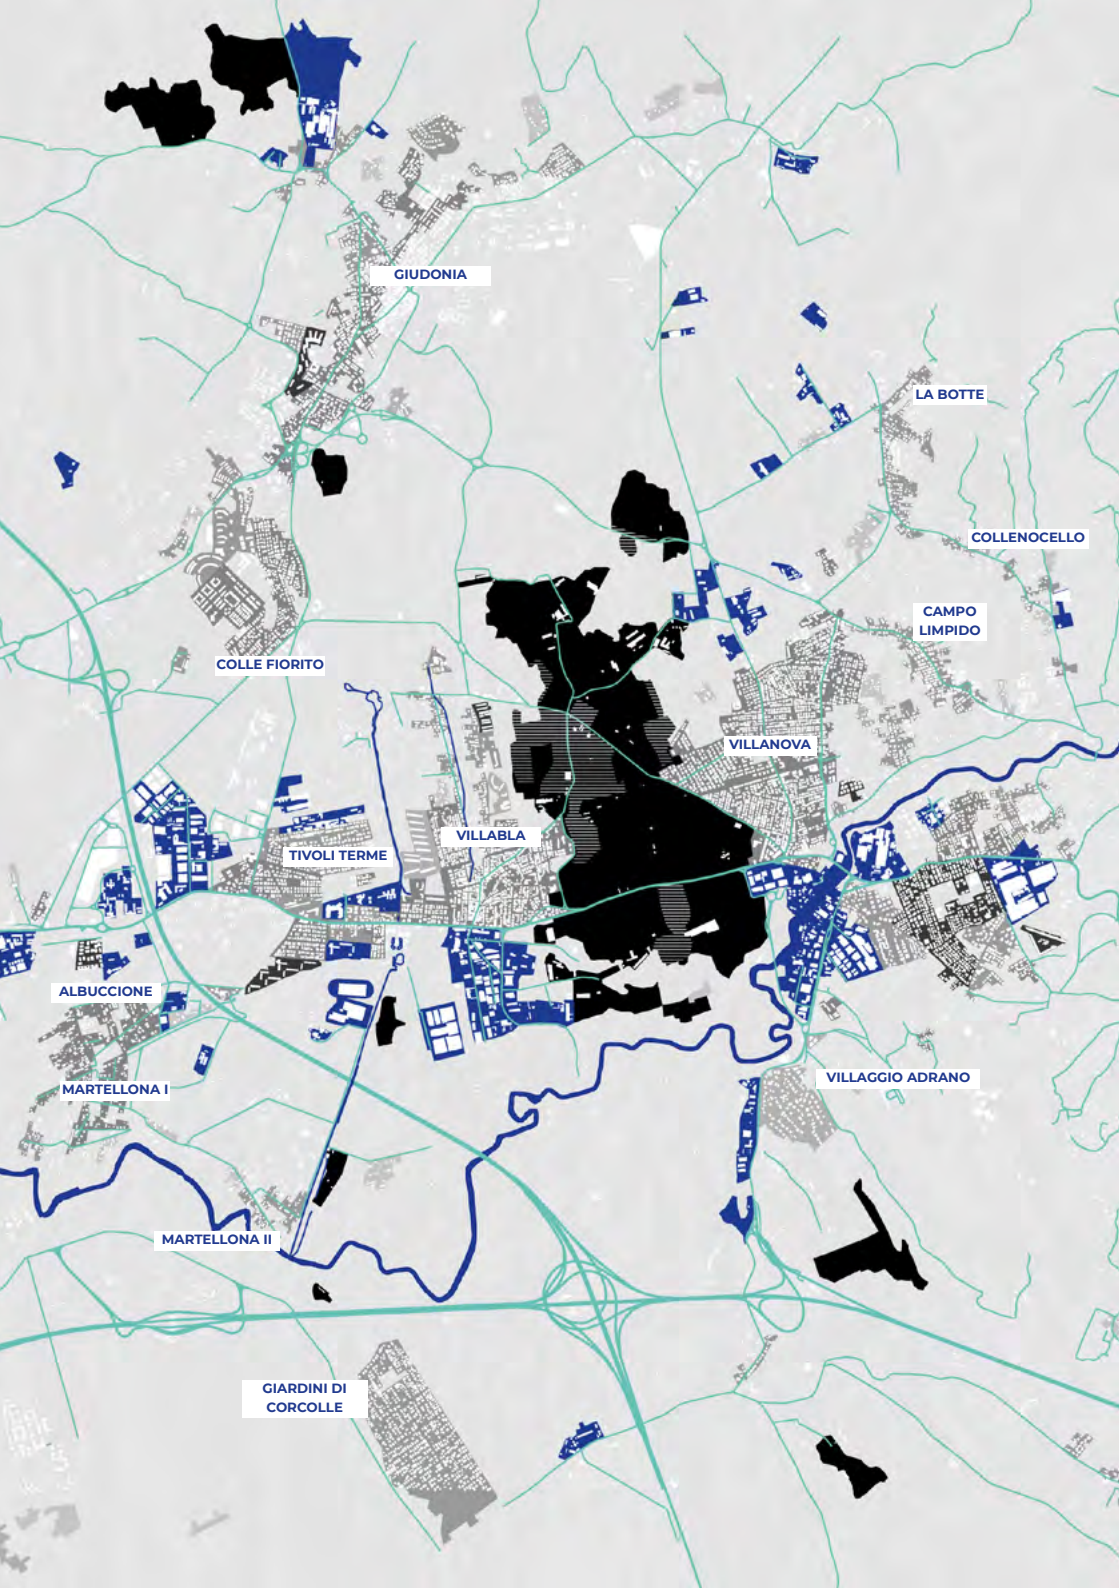 GIUDONIA
LA BOTTE
COLLENOCELLO
CAMPO
LIMPIDO
COLLE FIORITO
VILLANOVA
VILLABLA
TIVOLI TERME
ALBUCCIONE
VILLAGGIO ADRANO
MARTELLONA I
MARTELLONA II
GIARDINI DI
CORCOLLE